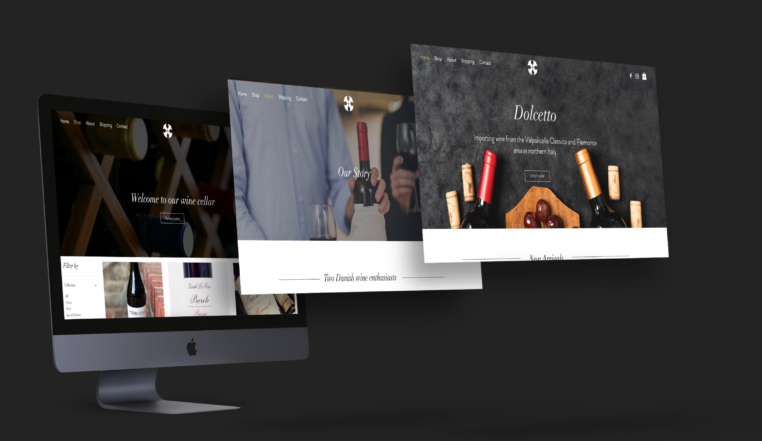 Home Shop About Shipping Contact
Welcome to our wine cellar
Filter by
Collection
All
Barolo
Home Shop About Shipping Contact
Our Story
Two Danish wine enthusiasts
Home Shop About Shipping Contact
Dolcetto
Importing wine from the Valpolicella Classico and Piemonte
area in northern Italy
New Arrivals